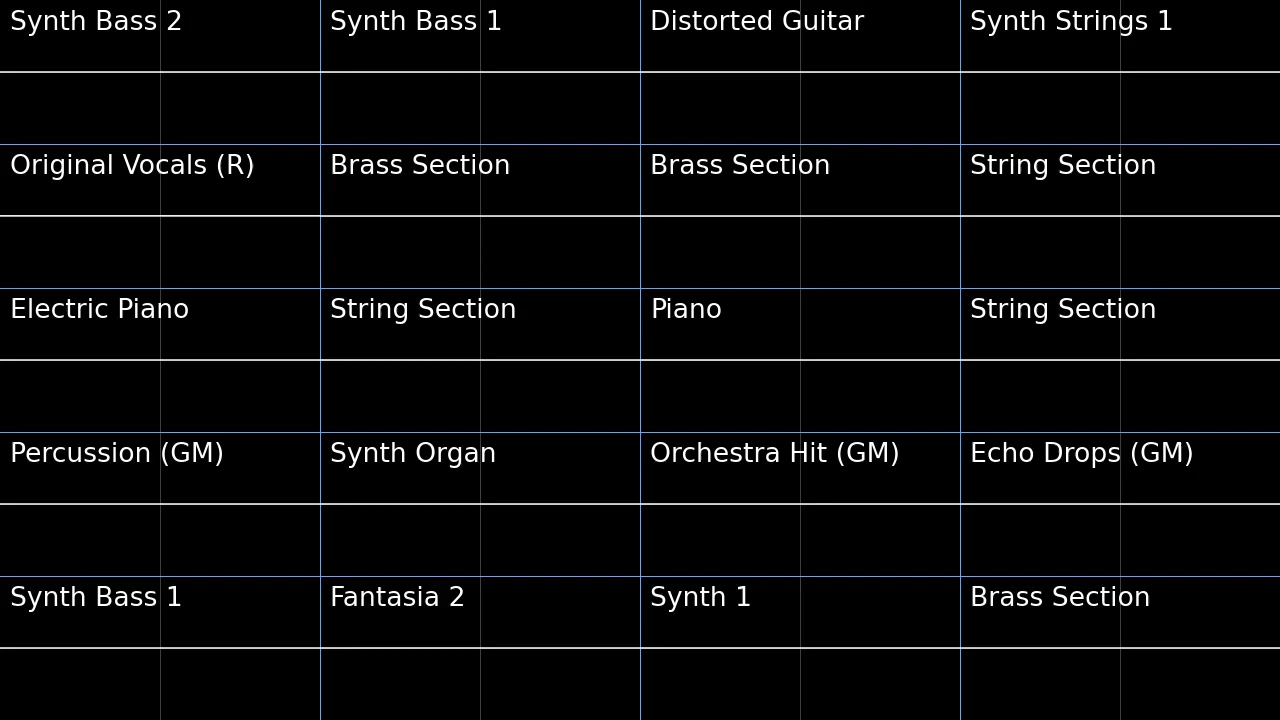 Synth Bass 2
Synth Bass 1
Distorted Guitar
Synth Strings 1
Original Vocals (R)
Brass Section
Brass Section
String Section
Electric Piano
String Section
Piano
String Section
Percussion (GM)
Synth Organ
Orchestra Hit (GM)
Echo Drops (GM)
Synth Bass 1
Fantasia 2
Synth 1
Brass Section